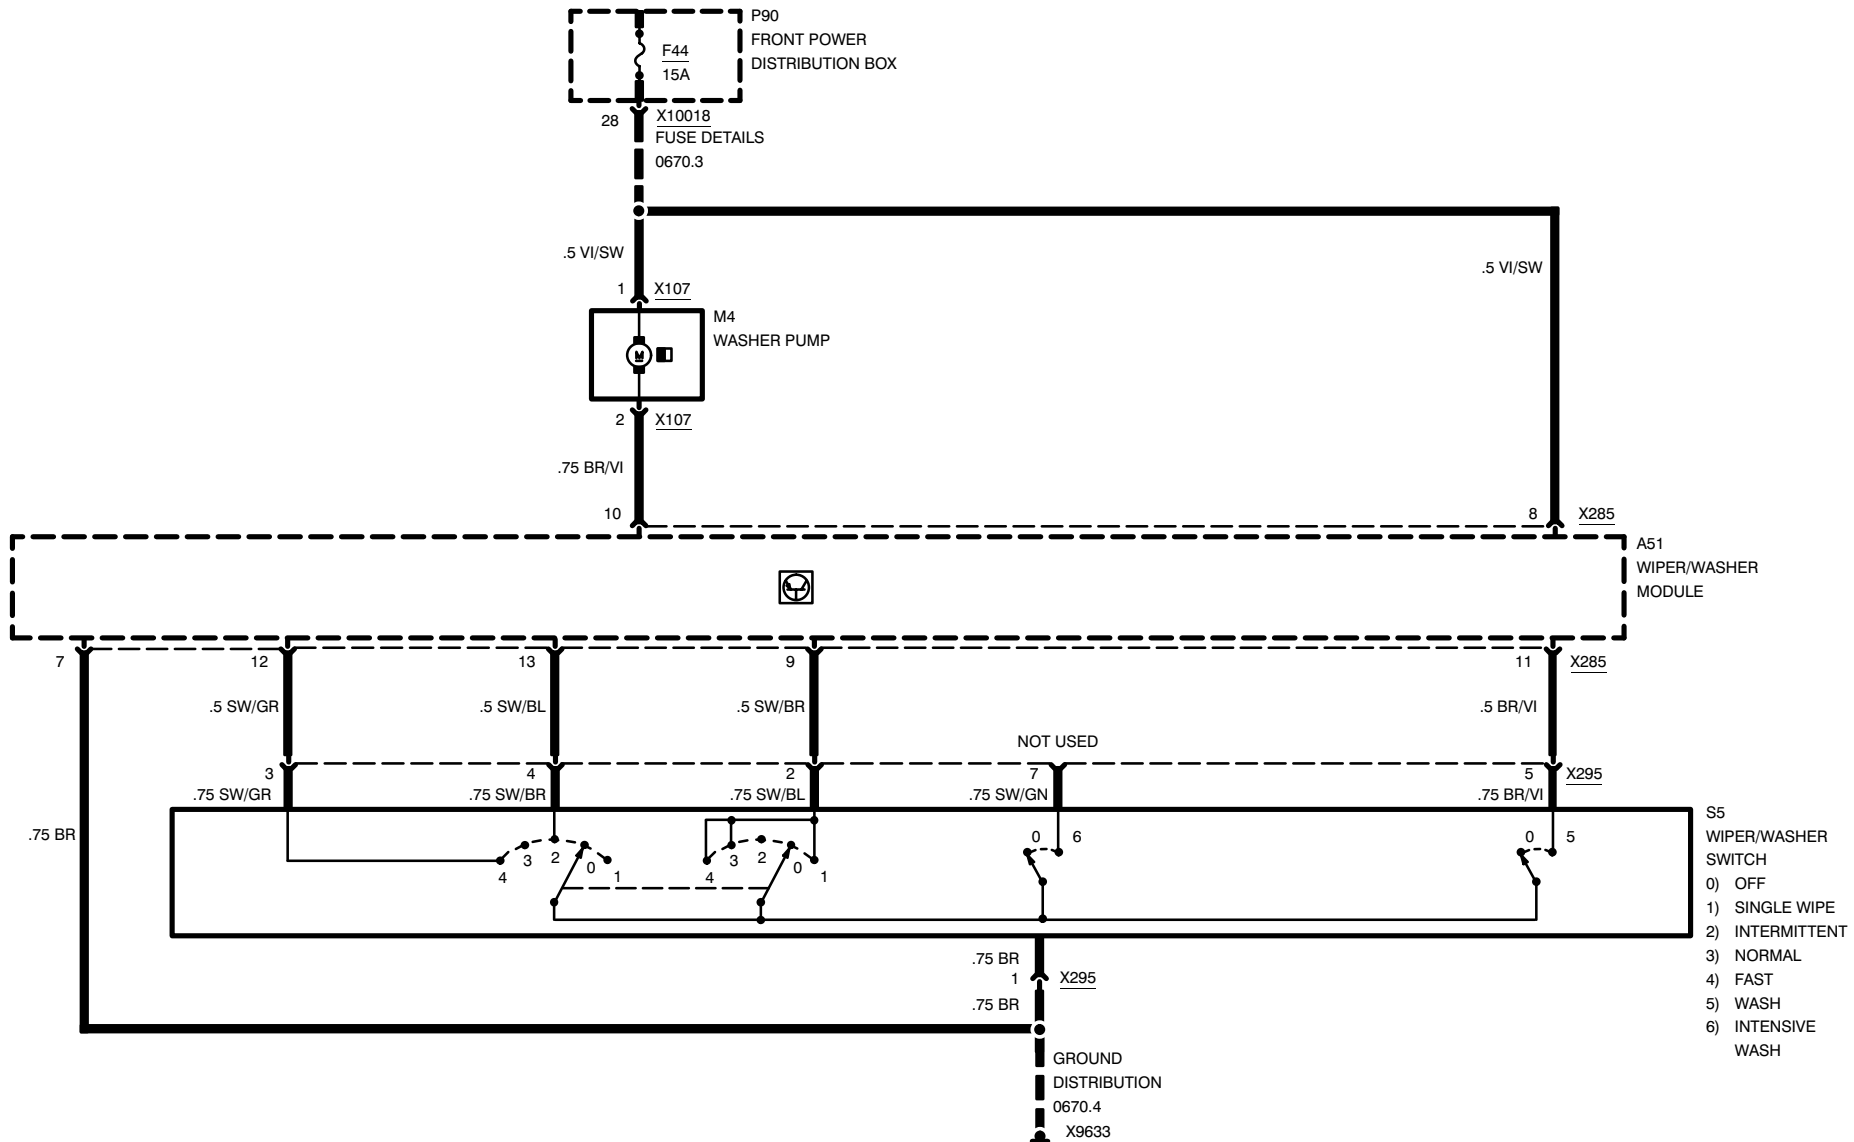 P90
FRONT POWER
DISTRIBUTION BOX
F44
15A
28
X10018
FUSE DETAILS
0670.3
.5 VI/SW
.5 VI/SW
1
X107
M4
WASHER PUMP
M
2
X107
.75 BR/VI
10
8
X285
A51
WIPER/WASHER
MODULE
7
12
13
9
11
X285
.5 SW/GR
.5 SW/BL
.5 SW/BR
.5 BR/VI
NOT USED
3
4
2
7
5
X295
.75 SW/GR
.75 SW/BR
.75 SW/BL
.75 SW/GN
.75 BR/VI
.75 BR
4
3
2
0
1
4
3
2
0
1
0
6
0
5
S5
WIPER/WASHER
SWITCH
0) OFF
1) SINGLE WIPE
2) INTERMITTENT
3) NORMAL
4) FAST
5) WASH
6) INTENSIVE
WASH
.75 BR
1
X295
.75 BR
GROUND
DISTRIBUTION
0670.4
X9633